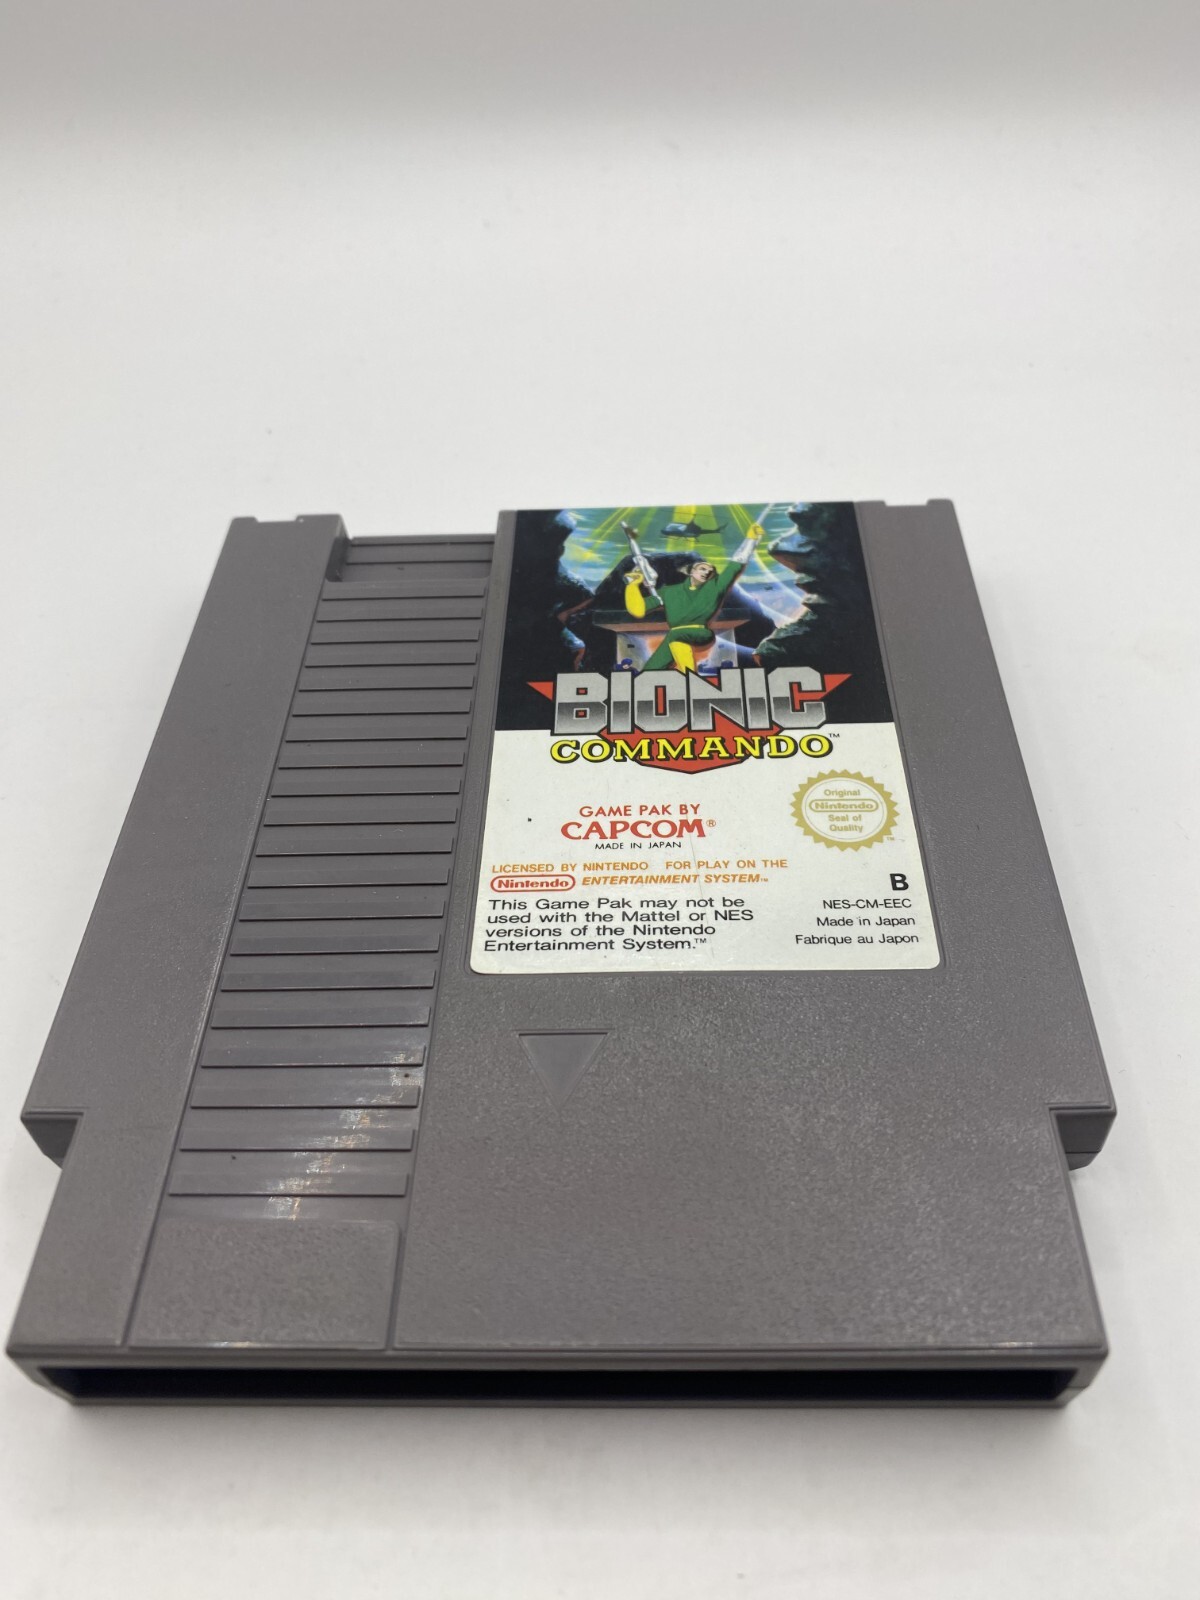 BIONIC
COMMANDO™
GAME PAK BY
CAPCOM®
MADE IN JAPAN
Original
Nintendo
Seal of
Quality
TM
LICENSED BY NINTENDO FOR PLAY ON THE
Nintendo ENTERTAINMENT SYSTEM™
This Game Pak may not be
used with the Mattel or NES
versions of the Nintendo
Entertainment System.™
B
NES-CM-EEC
Made in Japan
Fabrique au Japon